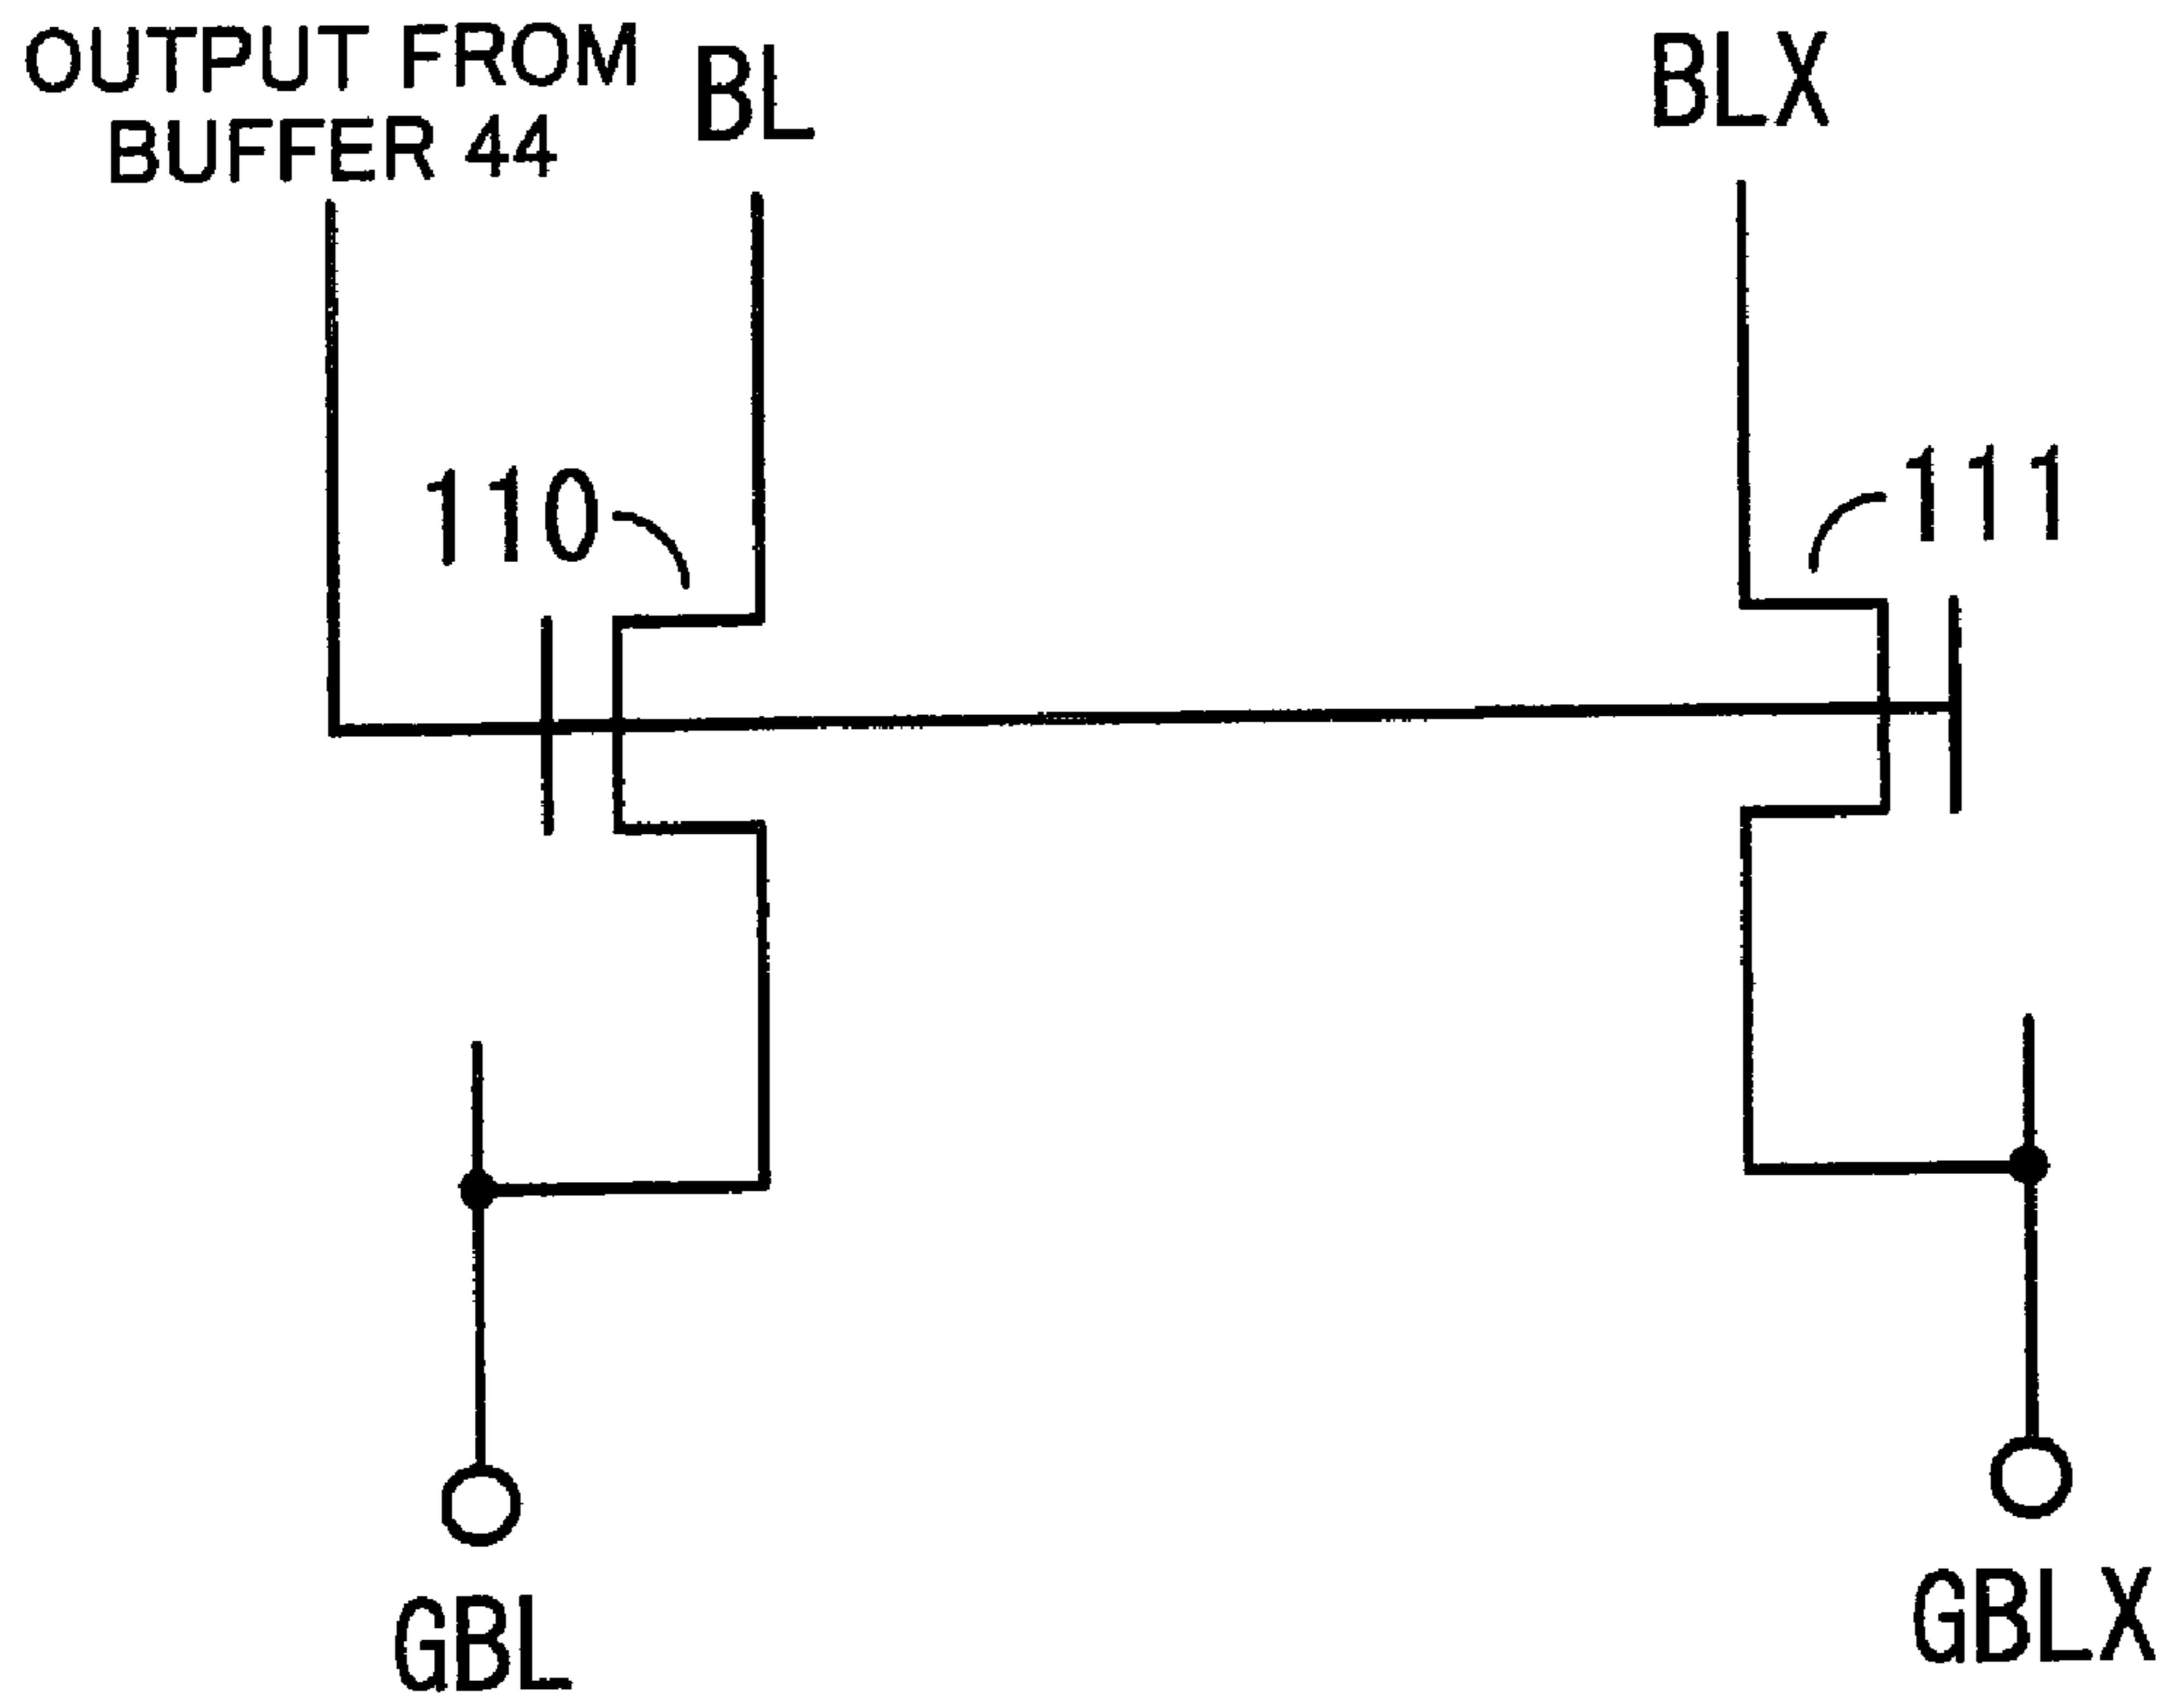 OUTPUT FROM
BUFFER 44
BL
BLX
110
111
GBL
GBLX